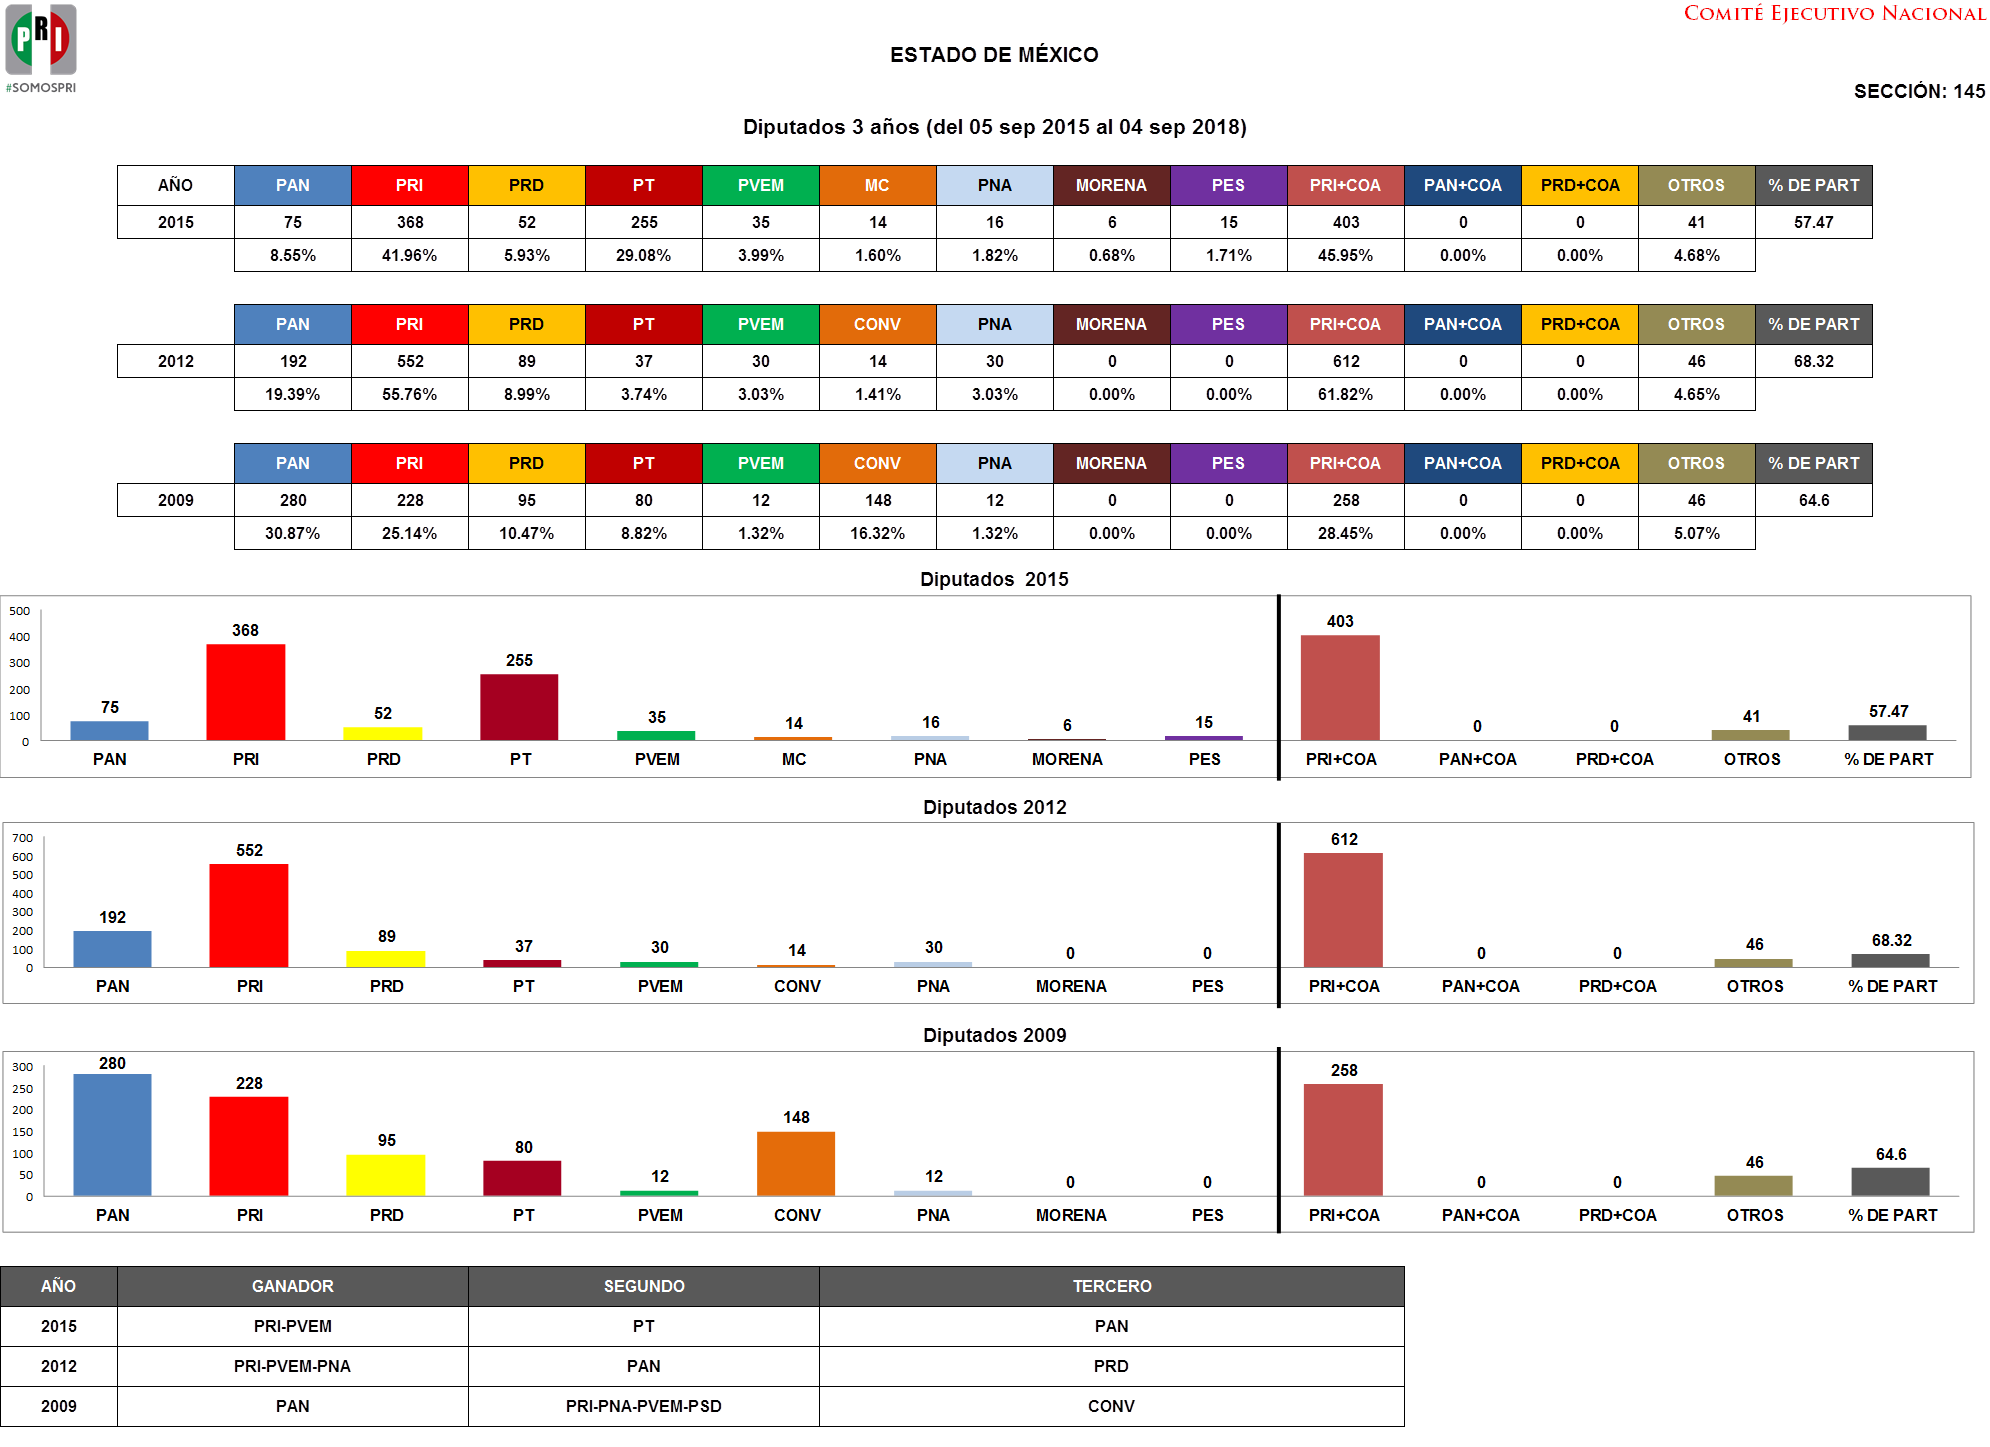 PRI
#SOMOSPRI
COMITÉ EJECUTIVO NACIONAL
ESTADO DE MÉXICO
SECCIÓN: 145
Diputados 3 años (del 05 sep 2015 al 04 sep 2018)
AÑO PAN PRI PRD PT PVEM MC PNA MORENA PES PRI+COA PAN+COA PRD+COA OTROS % DE PART
2015 75 368 52 255 35 14 16 6 15 403 0 0 41 57.47
8.55% 41.96% 5.93% 29.08% 3.99% 1.60% 1.82% 0.68% 1.71% 45.95% 0.00% 0.00% 4.68%
PAN PRI PRD PT PVEM CONV PNA MORENA PES PRI+COA PAN+COA PRD+COA OTROS % DE PART
2012 192 552 89 37 30 14 30 0 0 612 0 0 46 68.32
19.39% 55.76% 8.99% 3.74% 3.03% 1.41% 3.03% 0.00% 0.00% 61.82% 0.00% 0.00% 4.65%
PAN PRI PRD PT PVEM CONV PNA MORENA PES PRI+COA PAN+COA PRD+COA OTROS % DE PART
2009 280 228 95 80 12 148 12 0 0 258 0 0 46 64.6
30.87% 25.14% 10.47% 8.82% 1.32% 16.32% 1.32% 0.00% 0.00% 28.45% 0.00% 0.00% 5.07%
Diputados 2015
500
400
300
200
100
0
75 368 52 255 35 14 16 6 15 403 0 0 41 57.47
PAN PRI PRD PT PVEM MC PNA MORENA PES PRI+COA PAN+COA PRD+COA OTROS % DE PART
Diputados 2012
700
600
500
400
300
200
100
0
192 552 89 37 30 14 30 0 0 612 0 0 46 68.32
PAN PRI PRD PT PVEM CONV PNA MORENA PES PRI+COA PAN+COA PRD+COA OTROS % DE PART
Diputados 2009
300
250
200
150
100
50
0
280 228 95 80 12 148 12 0 0 258 0 0 46 64.6
PAN PRI PRD PT PVEM CONV PNA MORENA PES PRI+COA PAN+COA PRD+COA OTROS % DE PART
AÑO GANADOR SEGUNDO TERCERO
2015 PRI-PVEM PT PAN
2012 PRI-PVEM-PNA PAN PRD
2009 PAN PRI-PNA-PVEM-PSD CONV